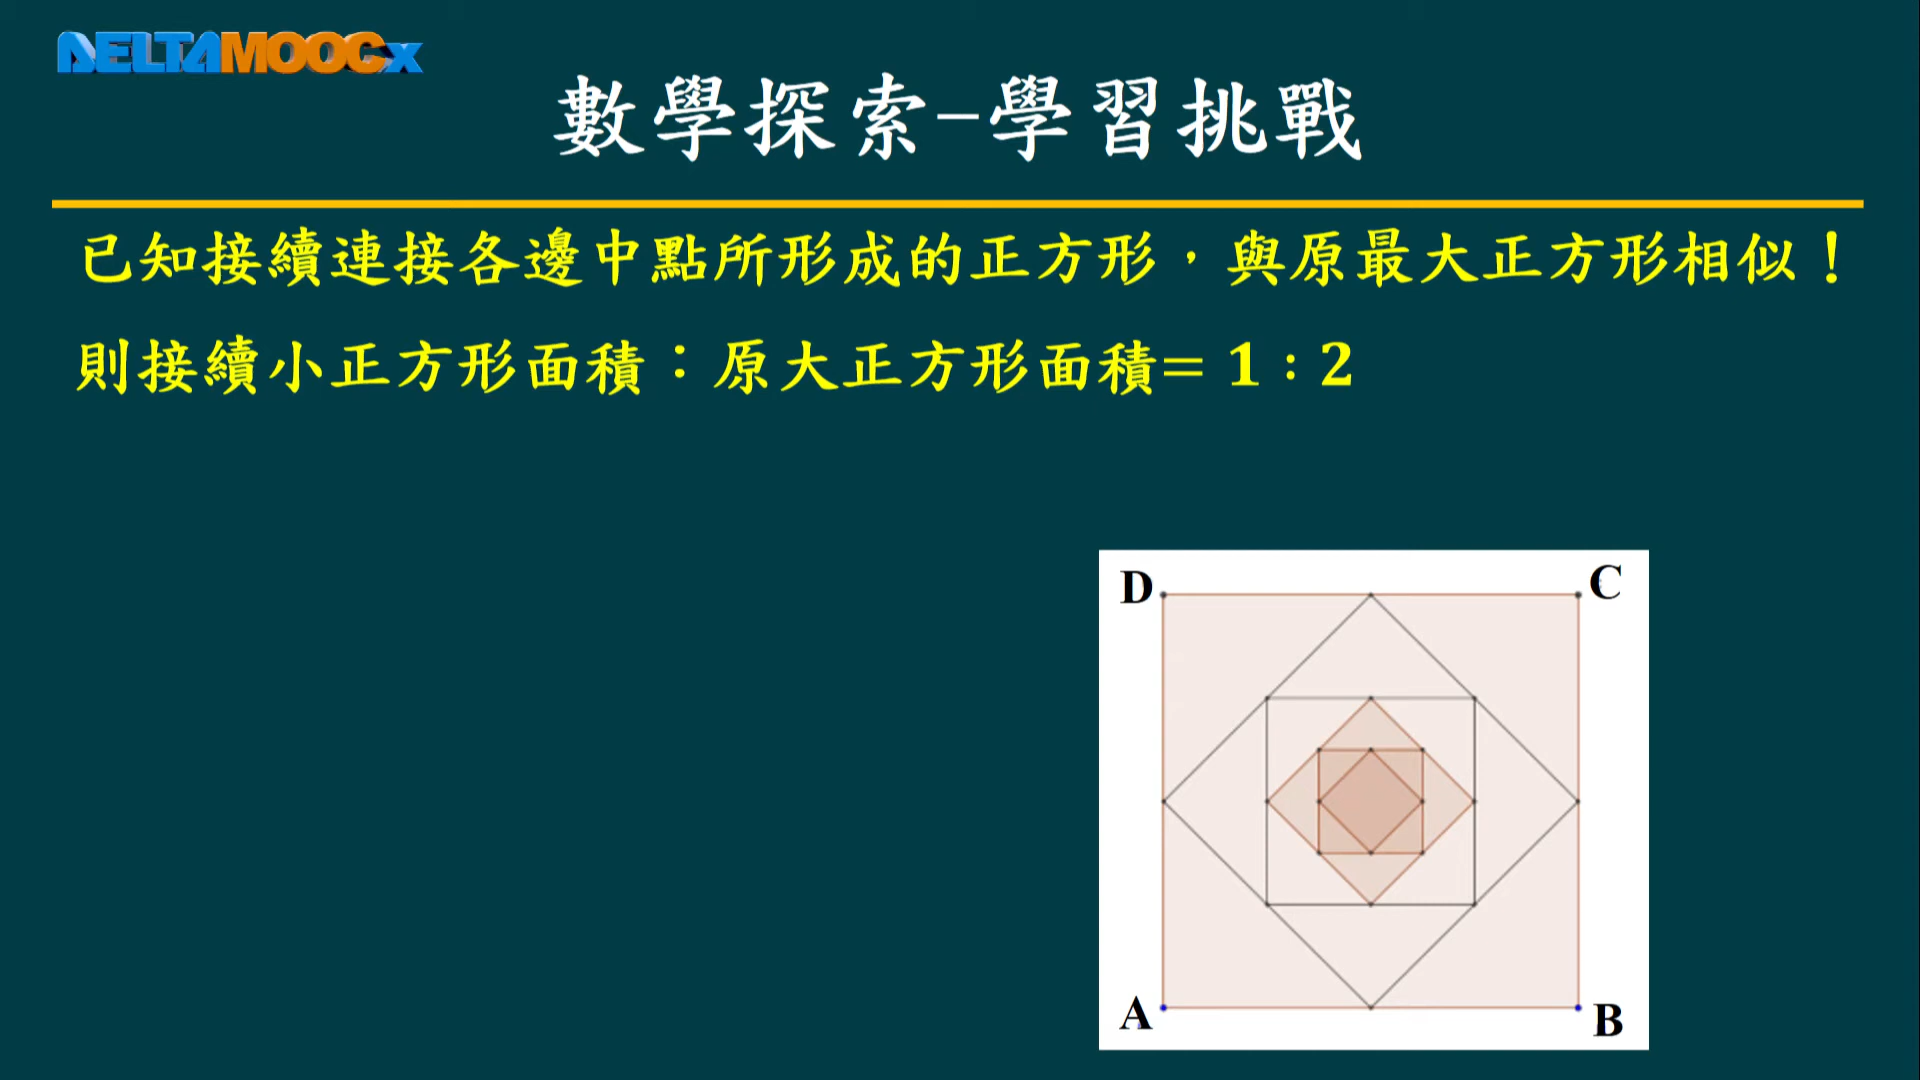 DELTAMOOCx
數學探索-學習挑戰
已知接續連接各邊中點所形成的正方形，與原最大正方形相似！
則接續小正方形面積：原大正方形面積= 1 : 2
D
C
A
B